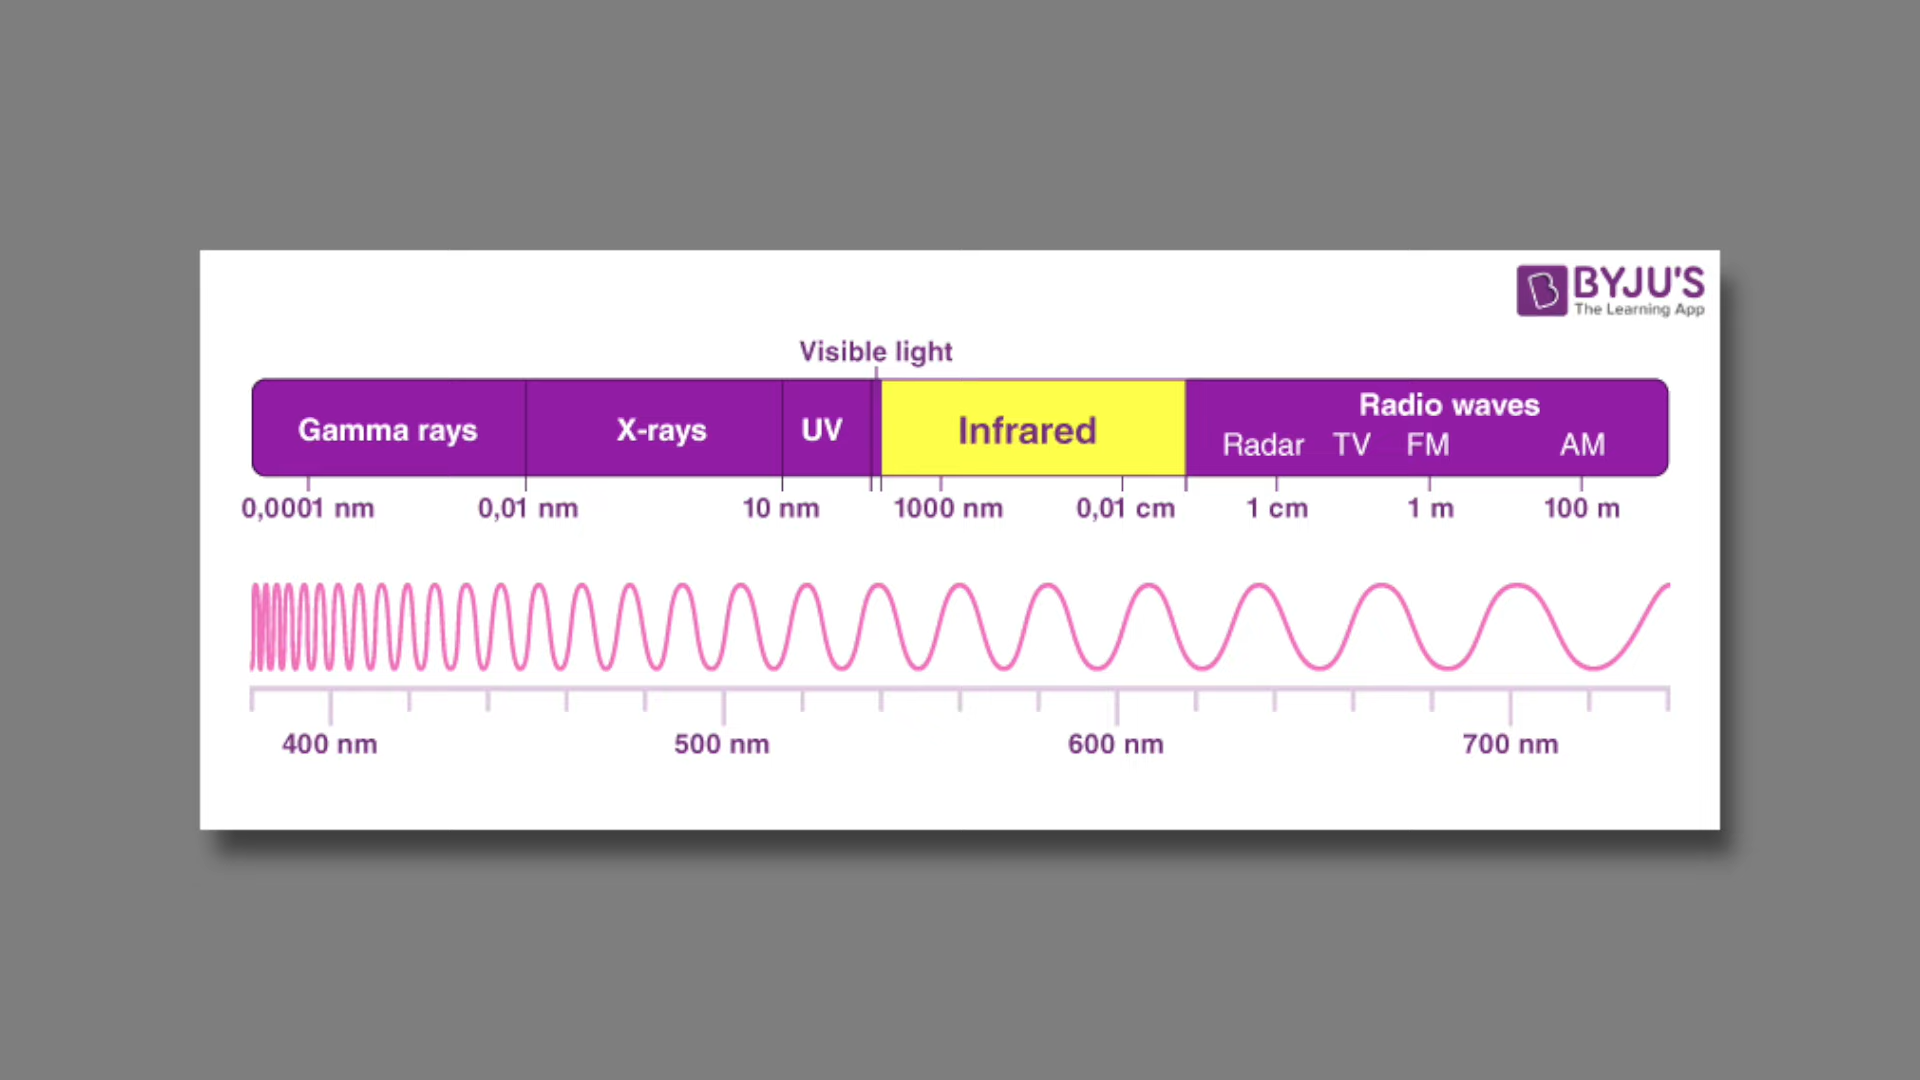 BYJU'S
The Learning App
Visible light
Gamma rays
X-rays
UV
Infrared
Radio waves
Radar TV FM AM
0,0001 nm 0,01 nm 10 nm 1000 nm 0,01 cm 1 cm 1 m 100 m
400 nm 500 nm 600 nm 700 nm